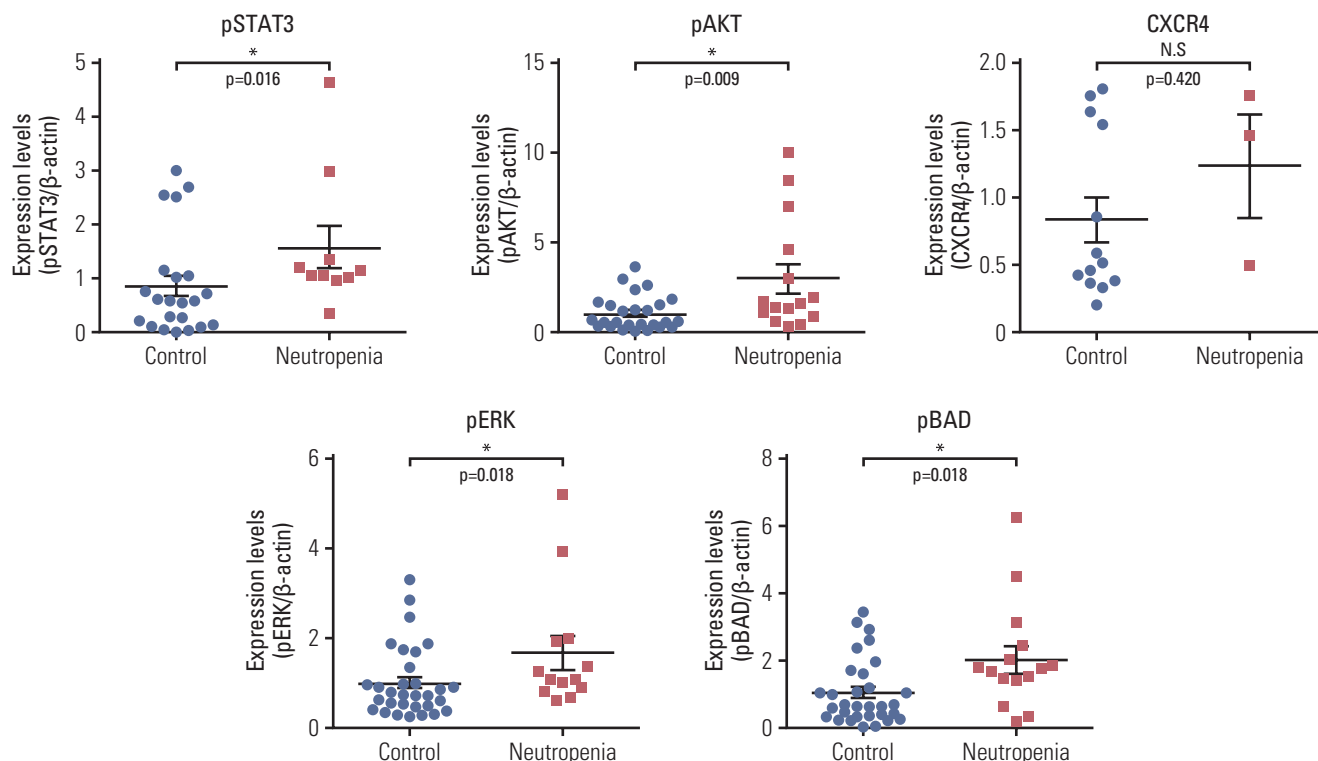 pSTAT3
*
p=0.016
Expression levels
(pSTAT3/β-actin)
5
4
3
2
1
0
Control Neutropenia
pAKT
*
p=0.009
Expression levels
(pAKT/β-actin)
15
10
5
0
Control Neutropenia
CXCR4
N.S
p=0.420
Expression levels
(CXCR4/β-actin)
2.0
1.5
1.0
0.5
0
Control Neutropenia
pERK
*
p=0.018
Expression levels
(pERK/β-actin)
6
4
2
0
Control Neutropenia
pBAD
*
p=0.018
Expression levels
(pBAD/β-actin)
8
6
4
2
0
Control Neutropenia